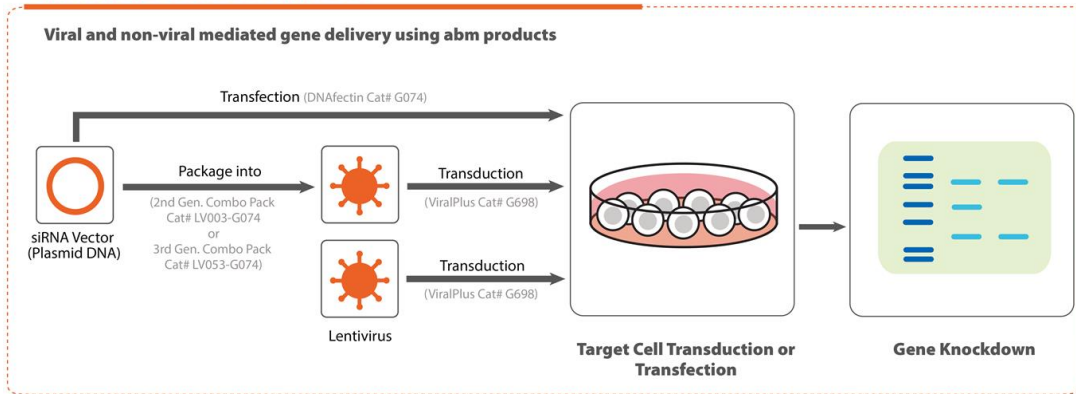 Viral and non-viral mediated gene delivery using abm products
Transfection (DNAfectin Cat# G074)
siRNA Vector
(Plasmid DNA)
Package into
(2nd Gen. Combo Pack
Cat# LV003-G074
or
3rd Gen. Combo Pack
Cat# LV053-G074)
Transduction
(ViralPlus Cat# G698)
Transduction
(ViralPlus Cat# G698)
Lentivirus
Target Cell Transduction or
Transfection
Gene Knockdown